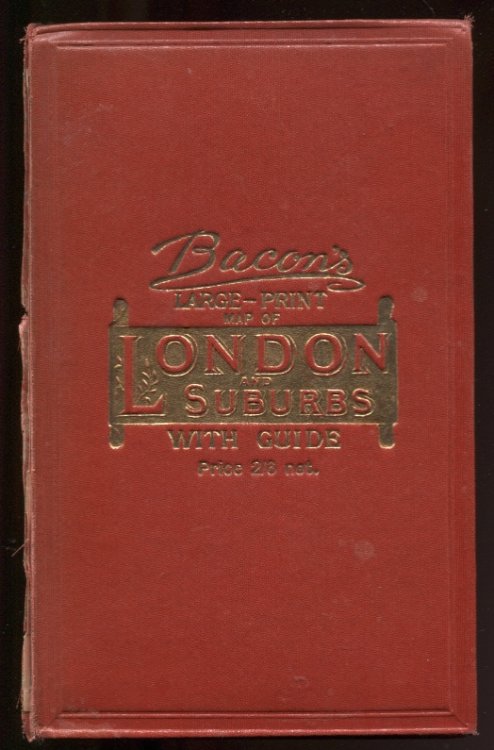 Bacon's
LARGE-PRINT
MAP OF
LONDON
AND
SUBURBS
WITH GUIDE
Price 2/6 net.